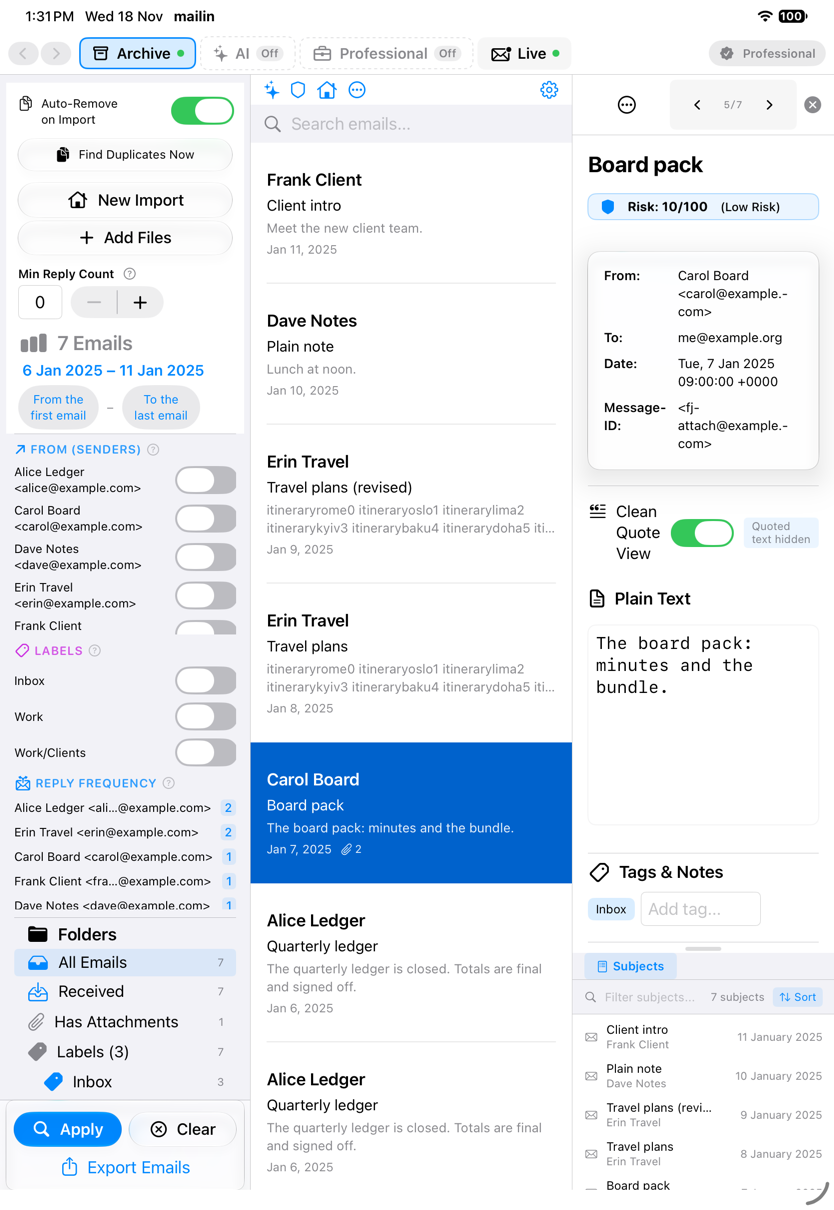 1:31 PM Wed 18 Nov mailin
100
Archive
AI Off
Professional Off
Live
Professional
Auto-Remove
on Import
Find Duplicates Now
New Import
Add Files
Min Reply Count
0
7 Emails
6 Jan 2025 – 11 Jan 2025
From the
first email
–
To the
last email
FROM (SENDERS)
Alice Ledger
<alice@example.com>
Carol Board
<carol@example.com>
Dave Notes
<dave@example.com>
Erin Travel
<erin@example.com>
Frank Client
LABELS
Inbox
Work
Work/Clients
REPLY FREQUENCY
Alice Ledger <ali...@example.com> 2
Erin Travel <erin@example.com> 2
Carol Board <carol@example.com> 1
Frank Client <fra...@example.com> 1
Dave Notes <dave@example.com> 1
Folders
All Emails 7
Received 7
Has Attachments 1
Labels (3) 7
Inbox 3
Apply
Clear
Export Emails
Search emails...
Frank Client
Client intro
Meet the new client team.
Jan 11, 2025
Dave Notes
Plain note
Lunch at noon.
Jan 10, 2025
Erin Travel
Travel plans (revised)
itineraryrome0 itineraryoslo1 itinerarylima2
itinerarykyiv3 itinerarybaku4 itinerarydoha5 iti...
Jan 9, 2025
Erin Travel
Travel plans
itineraryrome0 itineraryoslo1 itinerarylima2
itinerarykyiv3 itinerarybaku4 itinerarydoha5 iti...
Jan 8, 2025
Carol Board
Board pack
The board pack: minutes and the bundle.
Jan 7, 2025 2
Alice Ledger
Quarterly ledger
The quarterly ledger is closed. Totals are final
and signed off.
Jan 6, 2025
Alice Ledger
Quarterly ledger
The quarterly ledger is closed. Totals are final
and signed off.
Jan 6, 2025
5/7
Board pack
Risk: 10/100 (Low Risk)
From: Carol Board
<carol@example.-
com>
To: me@example.org
Date: Tue, 7 Jan 2025
09:00:00 +0000
Message- <fj-
ID: attach@example.-
com>
Clean
Quote
View
Quoted
text hidden
Plain Text
The board pack:
minutes and the
bundle.
Tags & Notes
Inbox
Add tag...
Subjects
Filter subjects...
7 subjects
Sort
Client intro
Frank Client
11 January 2025
Plain note
Dave Notes
10 January 2025
Travel plans (revi...
Erin Travel
9 January 2025
Travel plans
Erin Travel
8 January 2025
Board pack